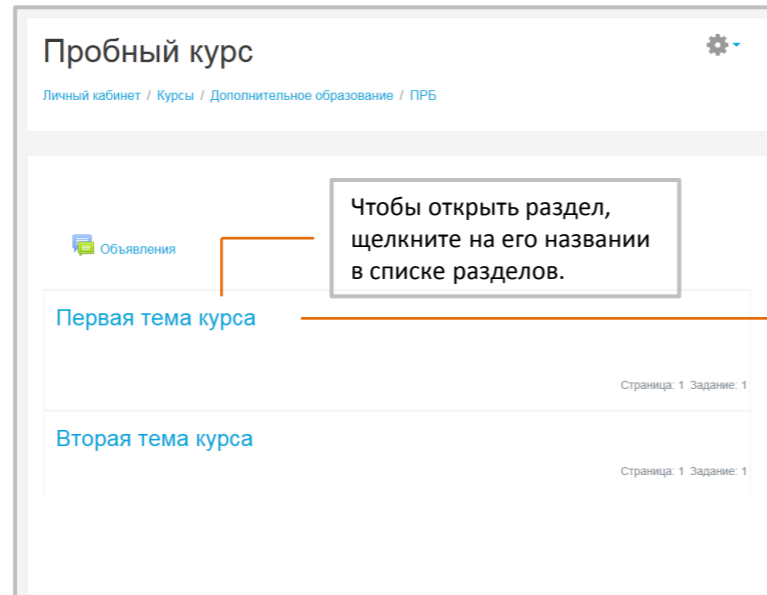 Пробный курс
Личный кабинет / Курсы / Дополнительное образование / ПРБ
Чтобы открыть раздел,
щелкните на его названии
в списке разделов.
Объявления
Первая тема курса
Страница: 1 Задание: 1
Вторая тема курса
Страница: 1 Задание: 1